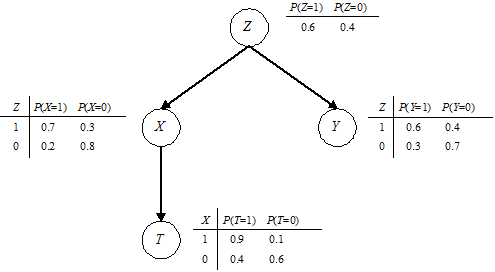 Z
P(Z=1) P(Z=0)
0.6 0.4
Z P(X=1) P(X=0)
1 0.7 0.3
0 0.2 0.8
X
Y
Z P(Y=1) P(Y=0)
1 0.6 0.4
0 0.3 0.7
T
X P(T=1) P(T=0)
1 0.9 0.1
0 0.4 0.6